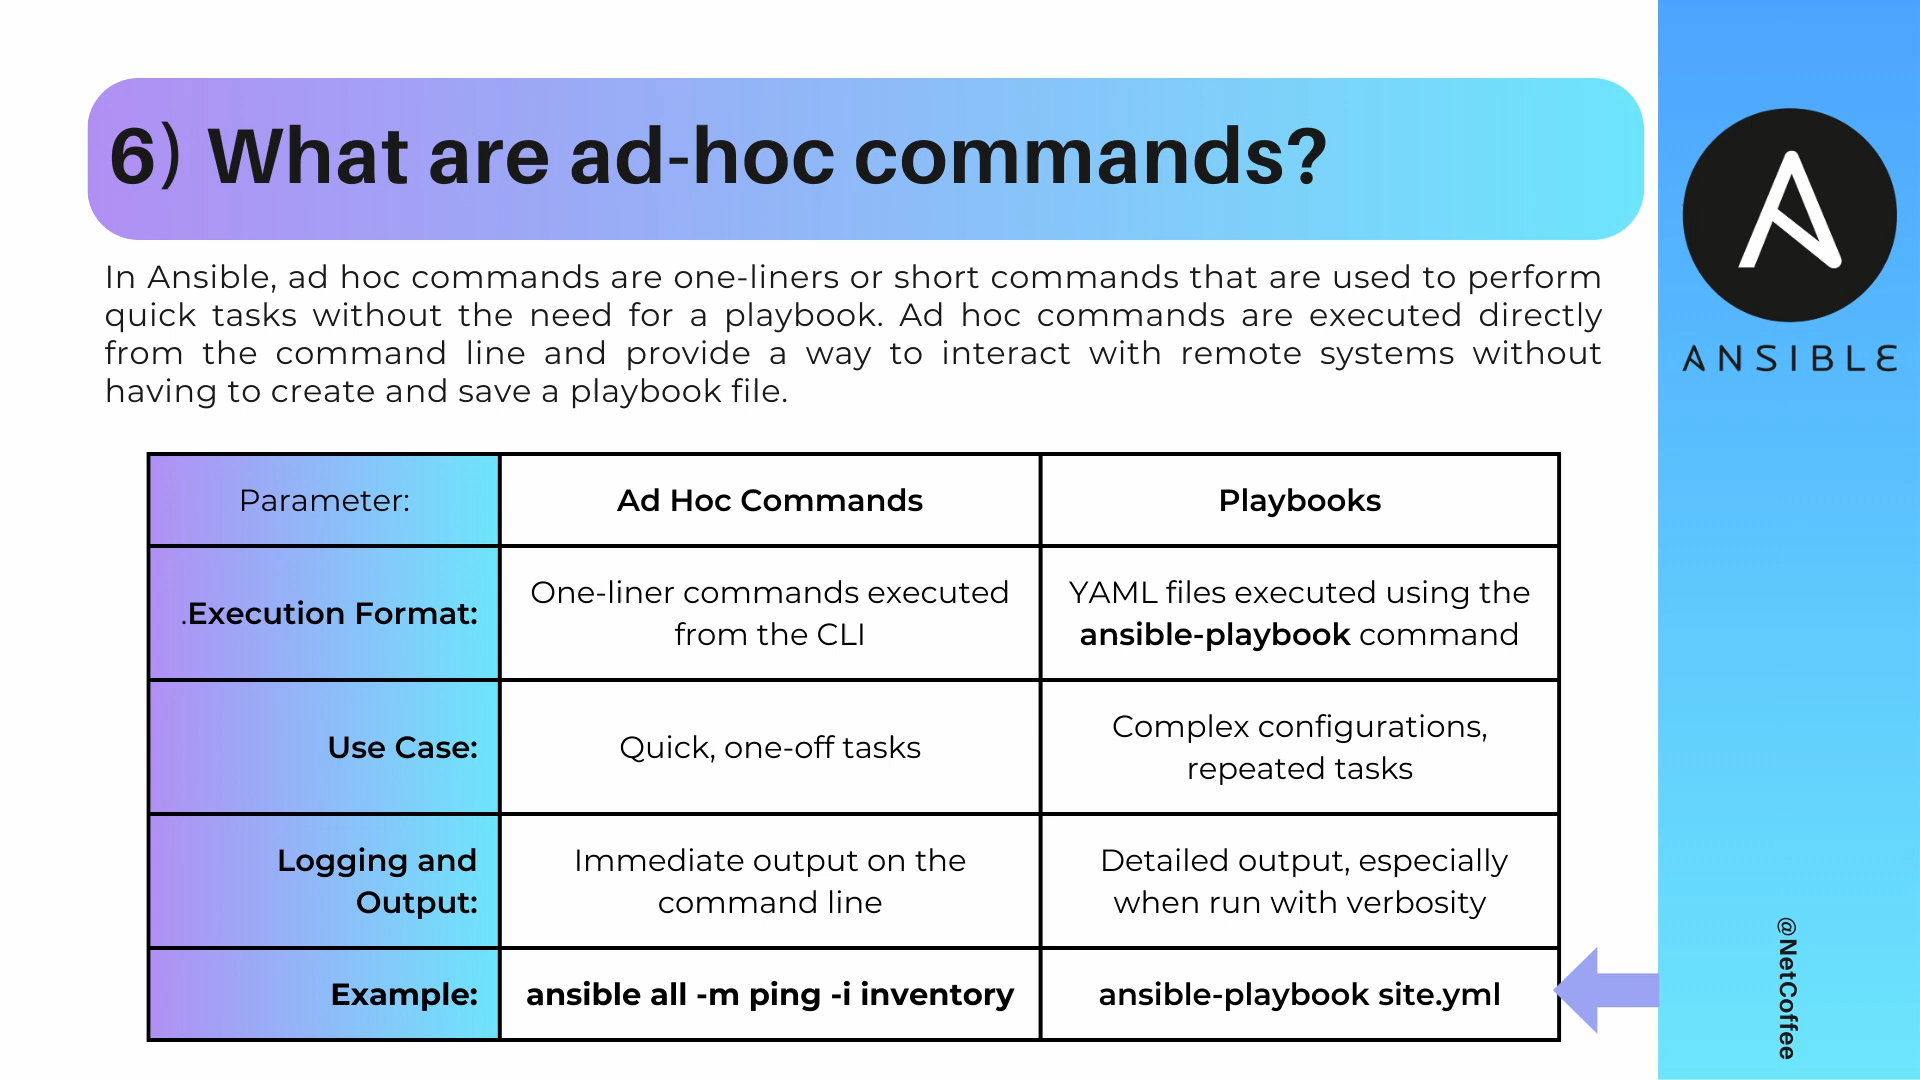 6) What are ad-hoc commands?
In Ansible, ad hoc commands are one-liners or short commands that are used to perform
quick tasks without the need for a playbook. Ad hoc commands are executed directly
from the command line and provide a way to interact with remote systems without
having to create and save a playbook file.
Parameter:
Ad Hoc Commands
Playbooks
.Execution Format:
One-liner commands executed
from the CLI
YAML files executed using the
ansible-playbook command
Use Case:
Quick, one-off tasks
Complex configurations,
repeated tasks
Logging and
Output:
Immediate output on the
command line
Detailed output, especially
when run with verbosity
Example:
ansible all -m ping -i inventory
ansible-playbook site.yml
ANSIBLE
@NetCoffee